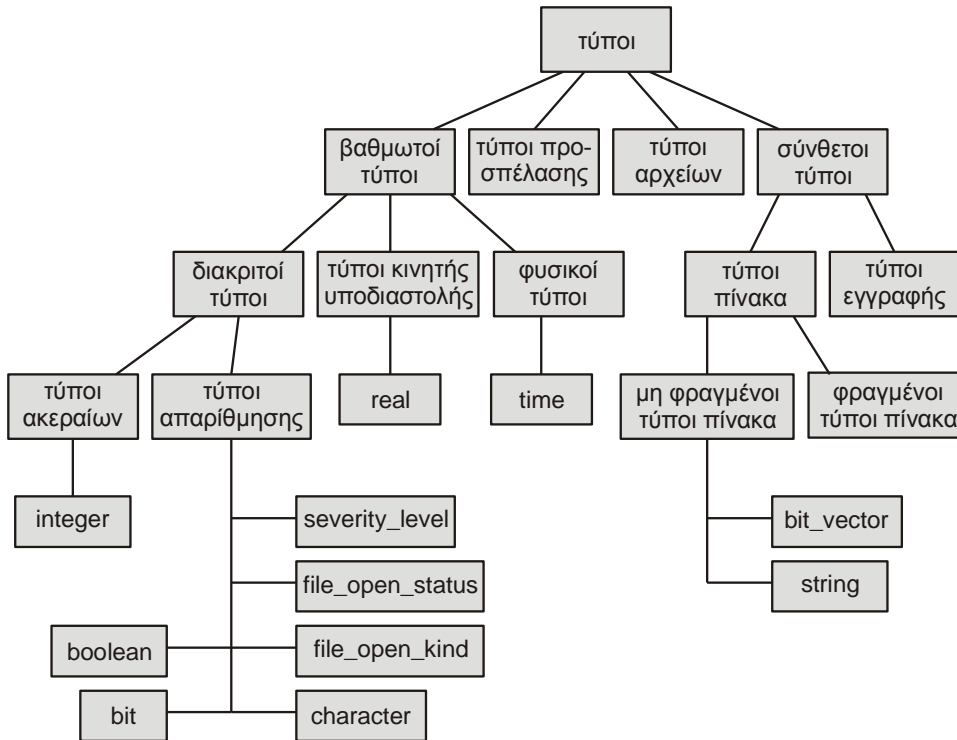 τύποι
βαθμωτοί
τύποι
τύποι προ-
σπέλασης
τύποι
αρχείων
σύνθετοι
τύποι
διακριτοί
τύποι
τύποι κινητής
υποδιαστολής
φυσικοί
τύποι
τύποι
πίνακα
τύποι
εγγραφής
τύποι
ακεραίων
τύποι
απαρίθμησης
real
time
μη φραγμένοι
τύποι πίνακα
φραγμένοι
τύποι πίνακα
integer
severity_level
bit_vector
file_open_status
string
boolean
file_open_kind
bit
character